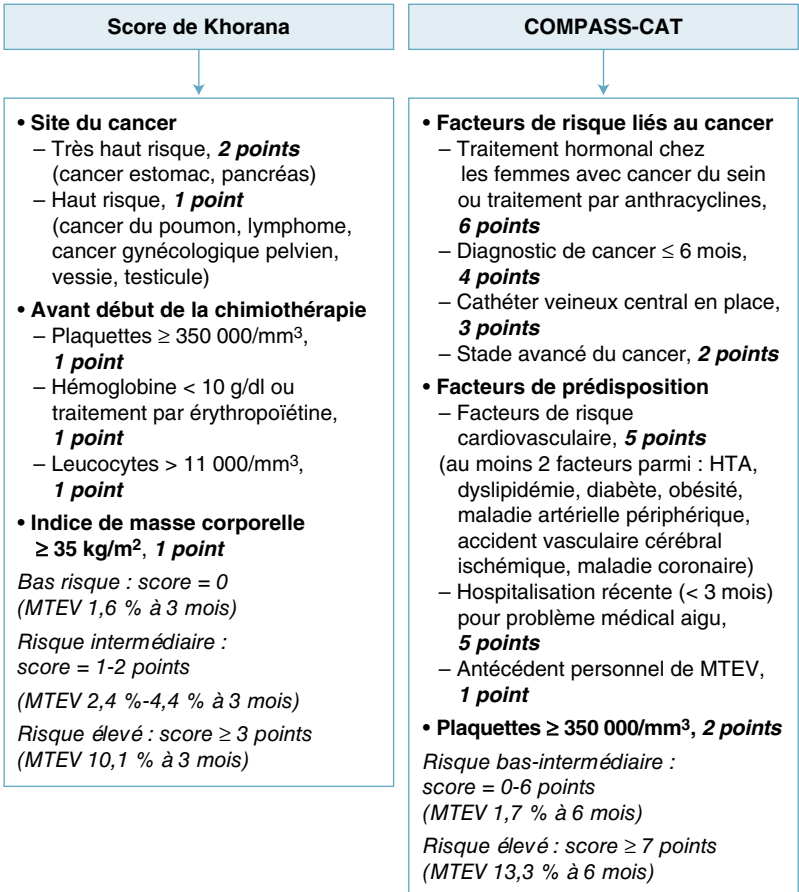 Score de Khorana
• Site du cancer
– Très haut risque, 2 points
(cancer estomac, pancréas)
– Haut risque, 1 point
(cancer du poumon, lymphome,
cancer gynécologique pelvien,
vessie, testicule)
• Avant début de la chimiothérapie
– Plaquettes ≥ 350 000/mm³,
1 point
– Hémoglobine < 10 g/dl ou
traitement par érythropoïétine,
1 point
– Leucocytes > 11 000/mm³,
1 point
• Indice de masse corporelle
≥ 35 kg/m², 1 point
Bas risque : score = 0
(MTEV 1,6 % à 3 mois)
Risque intermédiaire :
score = 1-2 points
(MTEV 2,4 %-4,4 % à 3 mois)
Risque élevé : score ≥ 3 points
(MTEV 10,1 % à 3 mois)
COMPASS-CAT
• Facteurs de risque liés au cancer
– Traitement hormonal chez
les femmes avec cancer du sein
ou traitement par anthracyclines,
6 points
– Diagnostic de cancer ≤ 6 mois,
4 points
– Cathéter veineux central en place,
3 points
– Stade avancé du cancer, 2 points
• Facteurs de prédisposition
– Facteurs de risque
cardiovasculaire, 5 points
(au moins 2 facteurs parmi : HTA,
dyslipidémie, diabète, obésité,
maladie artérielle périphérique,
accident vasculaire cérébral
ischémique, maladie coronaire)
– Hospitalisation récente (< 3 mois)
pour problème médical aigu,
5 points
– Antécédent personnel de MTEV,
1 point
• Plaquettes ≥ 350 000/mm³, 2 points
Risque bas-intermédiaire :
score = 0-6 points
(MTEV 1,7 % à 6 mois)
Risque élevé : score ≥ 7 points
(MTEV 13,3 % à 6 mois)